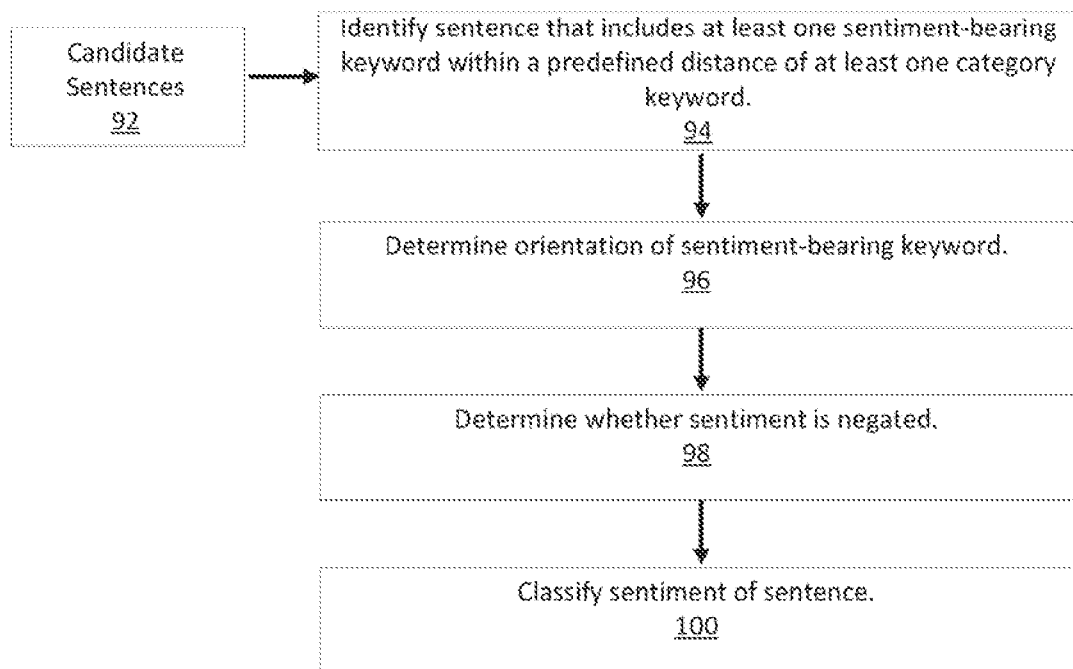 Candidate
Sentences
92
Identify sentence that includes at least one sentiment-bearing
keyword within a predefined distance of at least one category
keyword.
94
Determine orientation of sentiment-bearing keyword.
96
Determine whether sentiment is negated.
98
Classify sentiment of sentence.
100